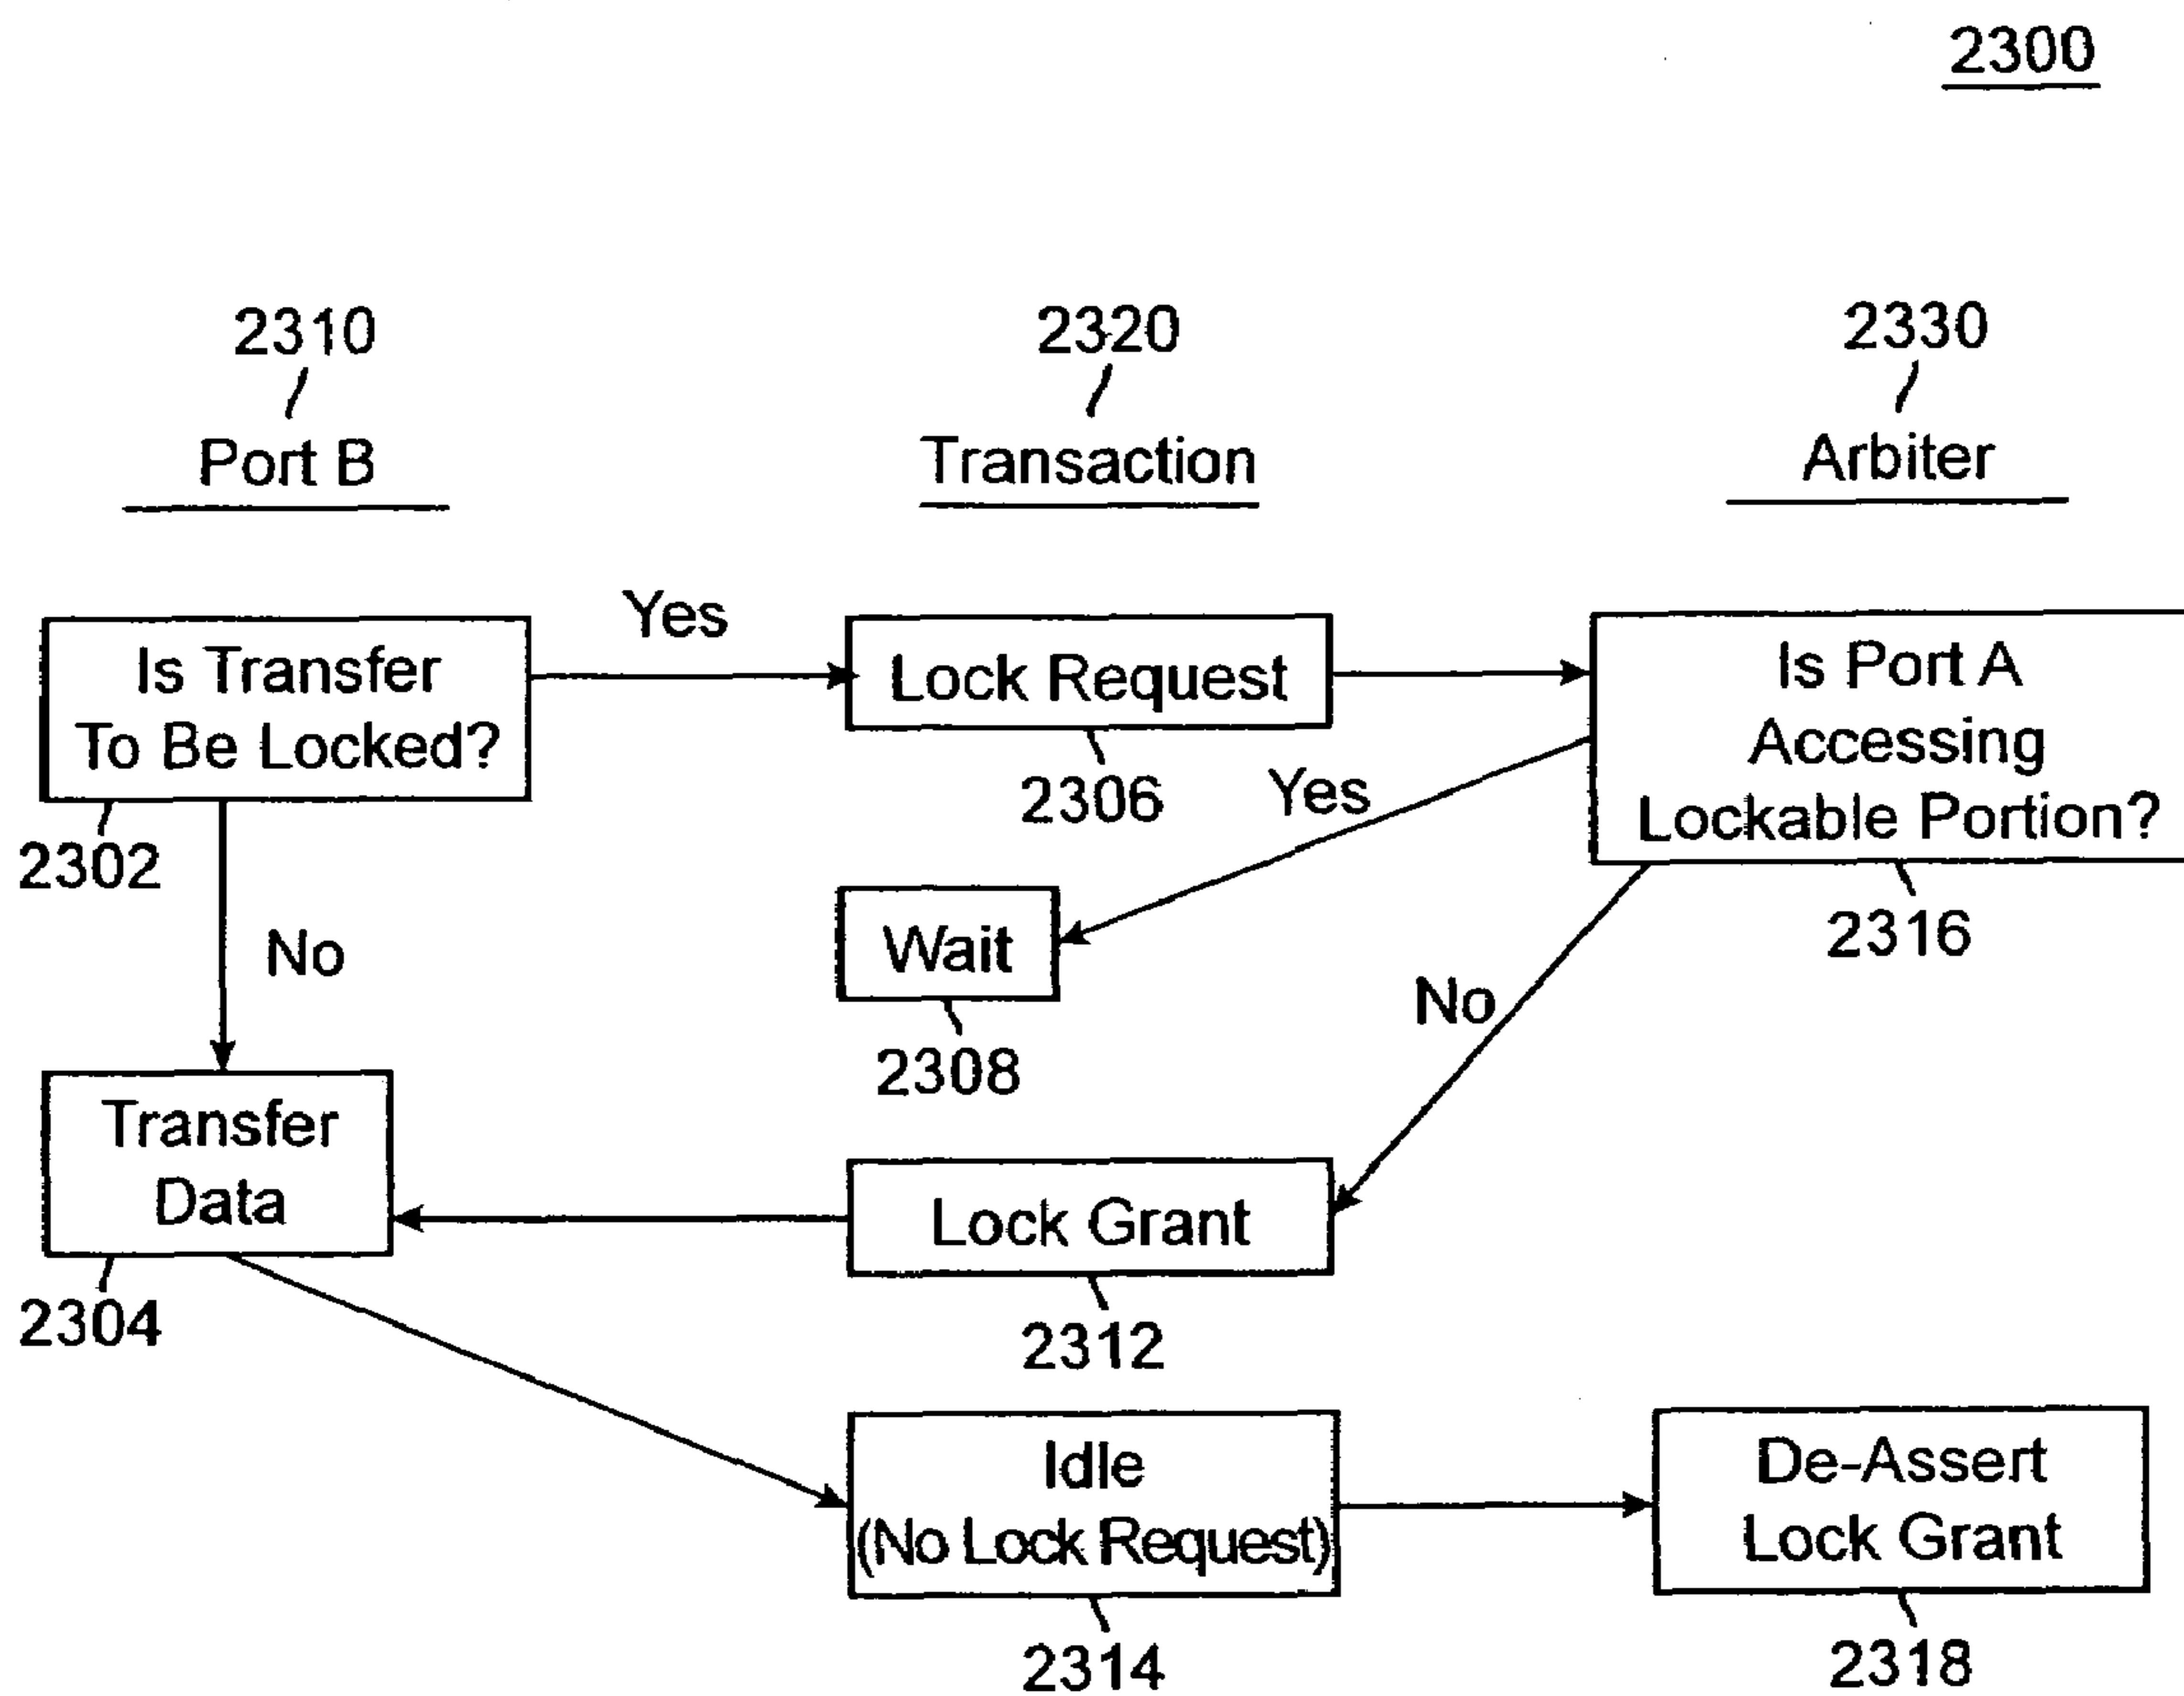 2300
2310
2320
2330
Port B
Transaction
Arbiter
Is Transfer
To Be Locked?
2302
Yes
Lock Request
2306
Is Port A
Accessing
Lockable Portion?
2316
Yes
Wait
2308
No
No
Transfer
Data
2304
Lock Grant
2312
Idle
(No Lock Request)
2314
De-Assert
Lock Grant
2318